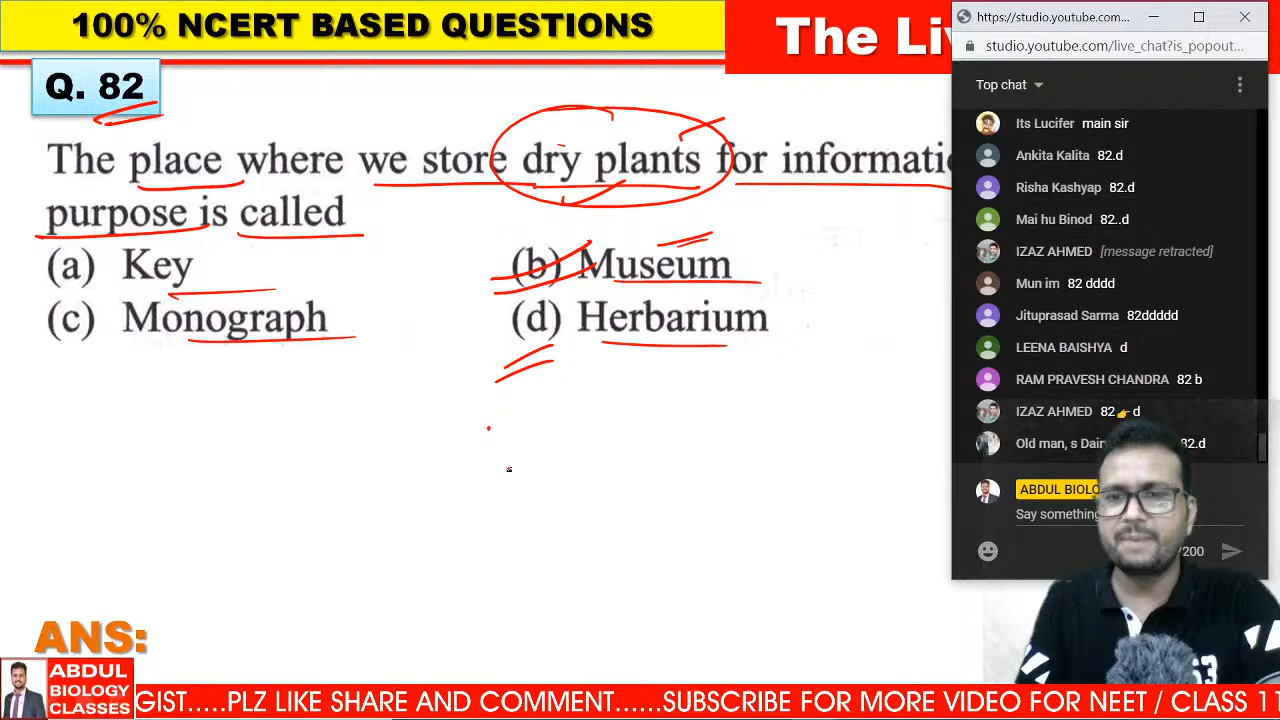 100% NCERT BASED QUESTIONS
The Liv
Q. 82
The place where we store dry plants for informatio
purpose is called
(a) Key
(b) Museum
(c) Monograph
(d) Herbarium
ANS:
ABDUL
BIOLOGY
CLASSES
GIST.....PLZ LIKE SHARE AND COMMENT......SUBSCRIBE FOR MORE VIDEO FOR NEET / CLASS 11
https://studio.youtube.com...
studio.youtube.com/live_chat?is_popout...
Top chat
Its Lucifer main sir
Ankita Kalita 82.d
Risha Kashyap 82.d
Mai hu Binod 82..d
IZAZ AHMED [message retracted]
Mun im 82 dddd
Jituprasad Sarma 82ddddd
LEENA BAISHYA d
RAM PRAVESH CHANDRA 82 b
IZAZ AHMED 82👉d
Old man, s Dair 82.d
ABDUL BIOLO
Say something
/200